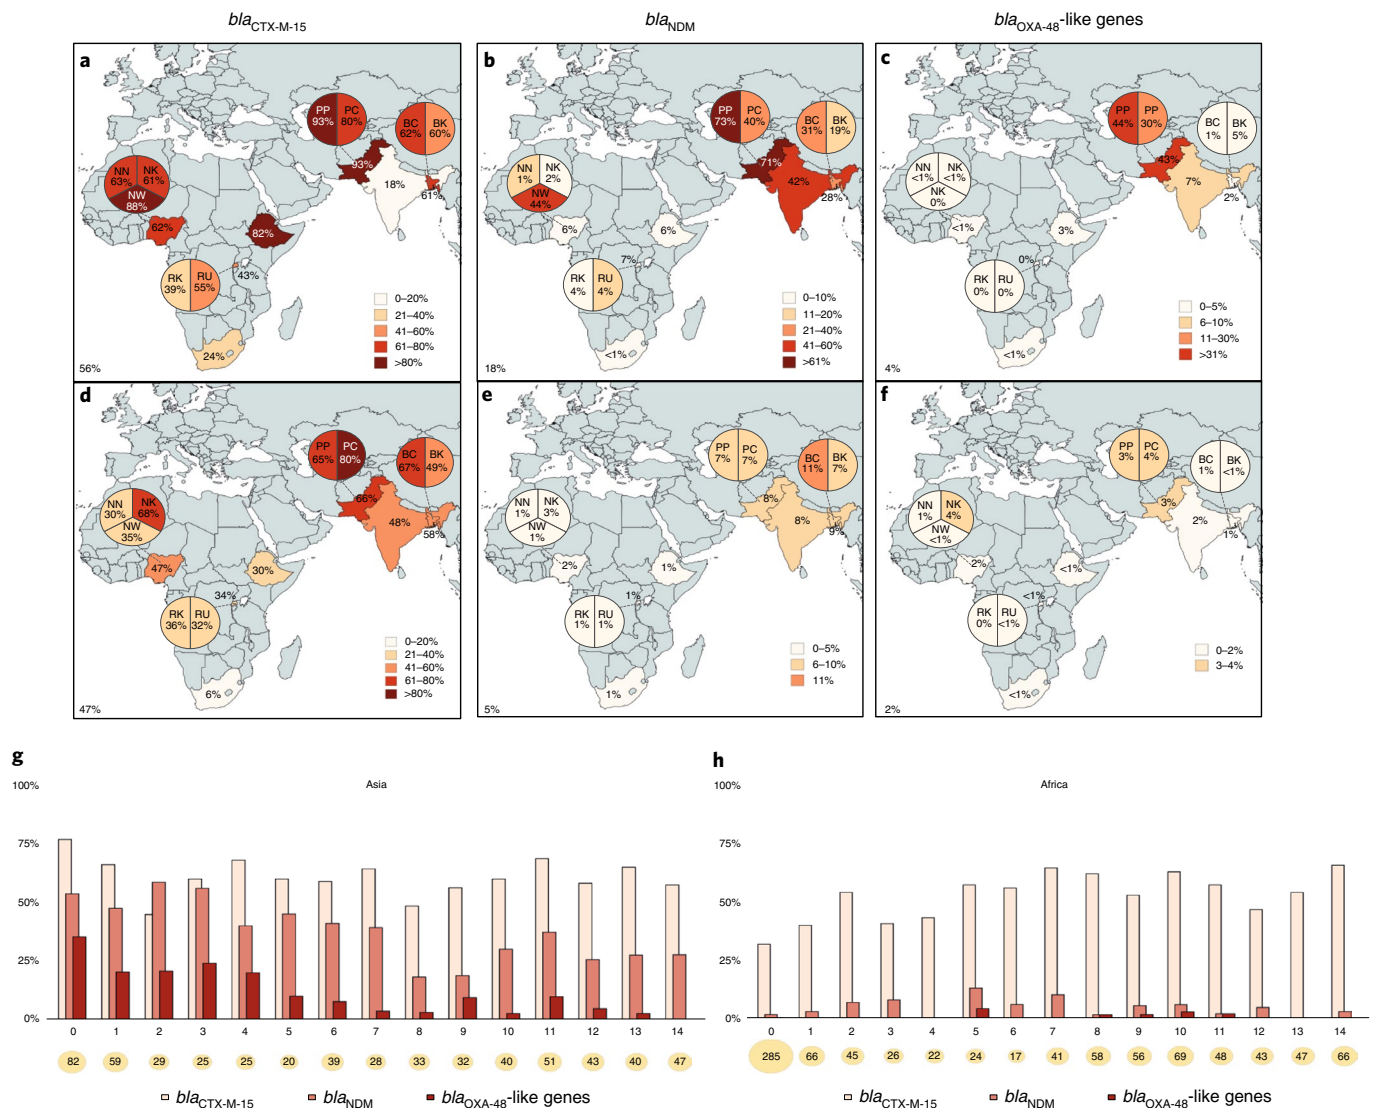 blaCTX-M-15
blaNDM
blaOXA-48-like genes
a
PP 93%
PC 80%
BC 62%
BK 60%
NN 63%
NK 61%
NW 88%
93%
18%
61%
62%
82%
43%
RK 39%
RU 55%
24%
0–20%
21–40%
41–60%
61–80%
>80%
56%
b
PP 73%
PC 40%
BC 31%
BK 19%
NN 1%
NK 2%
NW 44%
71%
42%
28%
6%
6%
7%
RK 4%
RU 4%
<1%
0–10%
11–20%
21–40%
41–60%
>61%
18%
c
PP 44%
PP 30%
BC 1%
BK 5%
NN <1%
NK <1%
NK 0%
43%
7%
2%
<1%
3%
0%
RK 0%
RU 0%
<1%
0–5%
6–10%
11–30%
>31%
4%
d
PP 65%
PC 80%
BC 67%
BK 49%
NN 30%
NK 68%
NW 35%
66%
48%
58%
47%
30%
34%
RK 36%
RU 32%
6%
0–20%
21–40%
41–60%
61–80%
>80%
47%
e
PP 7%
PC 7%
BC 11%
BK 7%
NN 1%
NK 3%
NW 1%
8%
8%
9%
2%
1%
1%
RK 1%
RU 1%
1%
0–5%
6–10%
11%
5%
f
PP 3%
PC 4%
BC 1%
BK <1%
NN 1%
NK 4%
NW <1%
3%
2%
1%
2%
<1%
<1%
RK 0%
RU <1%
<1%
0–2%
3–4%
2%
g
Asia
100%
75%
50%
25%
0%
0 1 2 3 4 5 6 7 8 9 10 11 12 13 14
82 59 29 25 25 20 39 28 33 32 40 51 43 40 47
blaCTX-M-15 blaNDM blaOXA-48-like genes
h
Africa
100%
75%
50%
25%
0%
0 1 2 3 4 5 6 7 8 9 10 11 12 13 14
285 66 45 26 22 24 17 41 58 56 69 48 43 47 66
blaCTX-M-15 blaNDM blaOXA-48-like genes